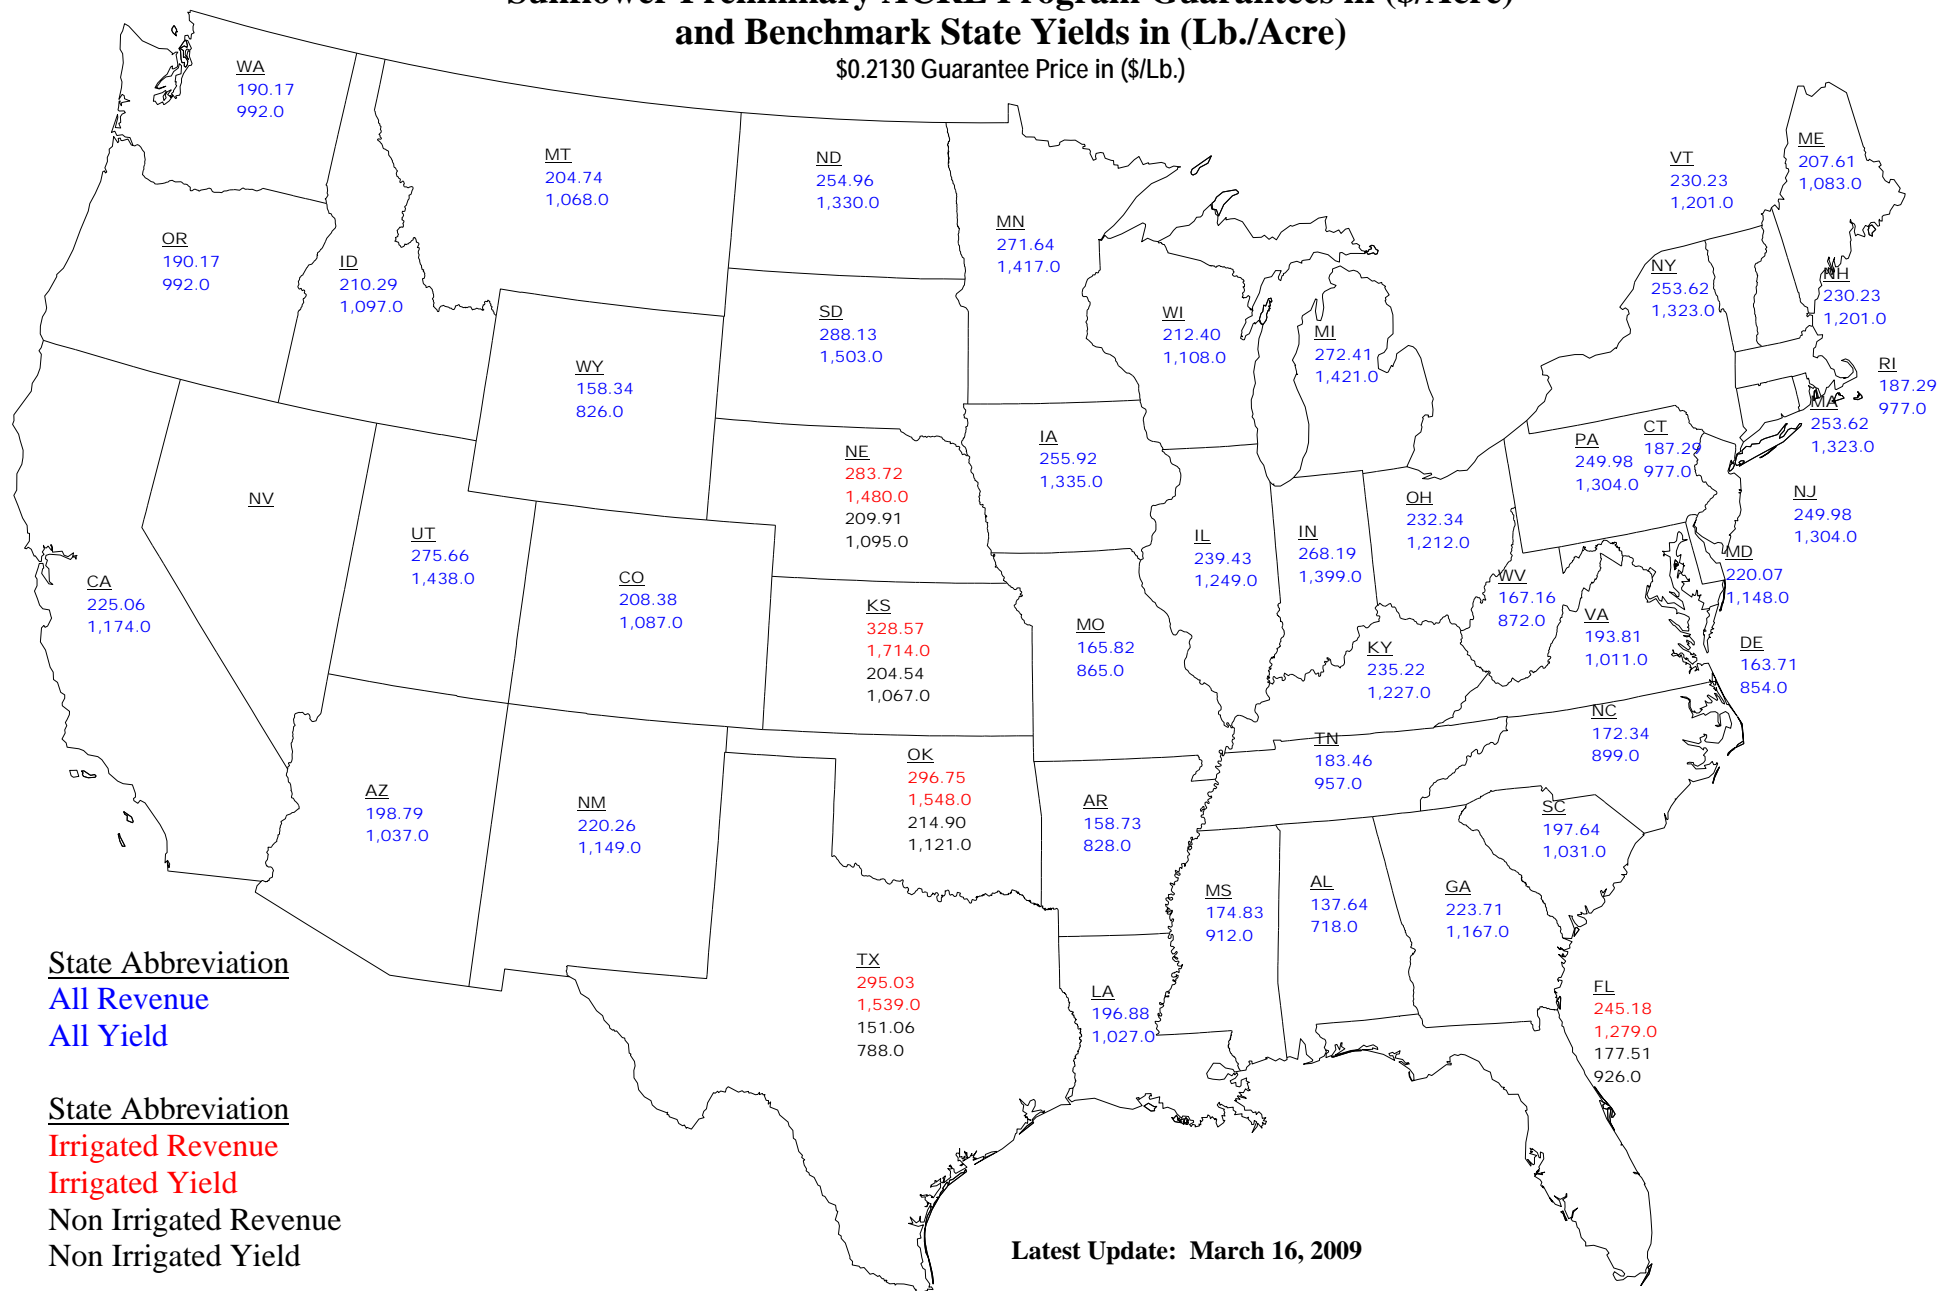 Sunflower Preliminary ACRE Program Guarantees in ($/Acre)
and Benchmark State Yields in (Lb./Acre)
$0.2130 Guarantee Price in ($/Lb.)
WA
190.17
992.0
OR
190.17
992.0
ID
210.29
1,097.0
MT
204.74
1,068.0
ND
254.96
1,330.0
MN
271.64
1,417.0
SD
288.13
1,503.0
WY
158.34
826.0
WI
212.40
1,108.0
MI
272.41
1,421.0
VT
230.23
1,201.0
ME
207.61
1,083.0
NY
253.62
1,323.0
NH
230.23
1,201.0
RI
187.29
977.0
MA
253.62
1,323.0
CT
187.29
977.0
PA
249.98
1,304.0
NJ
249.98
1,304.0
NE
283.72
1,480.0
209.91
1,095.0
IA
255.92
1,335.0
NV
UT
275.66
1,438.0
CA
225.06
1,174.0
CO
208.38
1,087.0
KS
328.57
1,714.0
204.54
1,067.0
MO
165.82
865.0
IL
239.43
1,249.0
IN
268.19
1,399.0
OH
232.34
1,212.0
WV
167.16
872.0
MD
220.07
1,148.0
VA
193.81
1,011.0
DE
163.71
854.0
KY
235.22
1,227.0
NC
172.34
899.0
TN
183.46
957.0
OK
296.75
1,548.0
214.90
1,121.0
AR
158.73
828.0
AZ
198.79
1,037.0
NM
220.26
1,149.0
SC
197.64
1,031.0
MS
174.83
912.0
AL
137.64
718.0
GA
223.71
1,167.0
TX
295.03
1,539.0
151.06
788.0
LA
196.88
1,027.0
FL
245.18
1,279.0
177.51
926.0
State Abbreviation
All Revenue
All Yield
State Abbreviation
Irrigated Revenue
Irrigated Yield
Non Irrigated Revenue
Non Irrigated Yield
Latest Update:  March 16, 2009